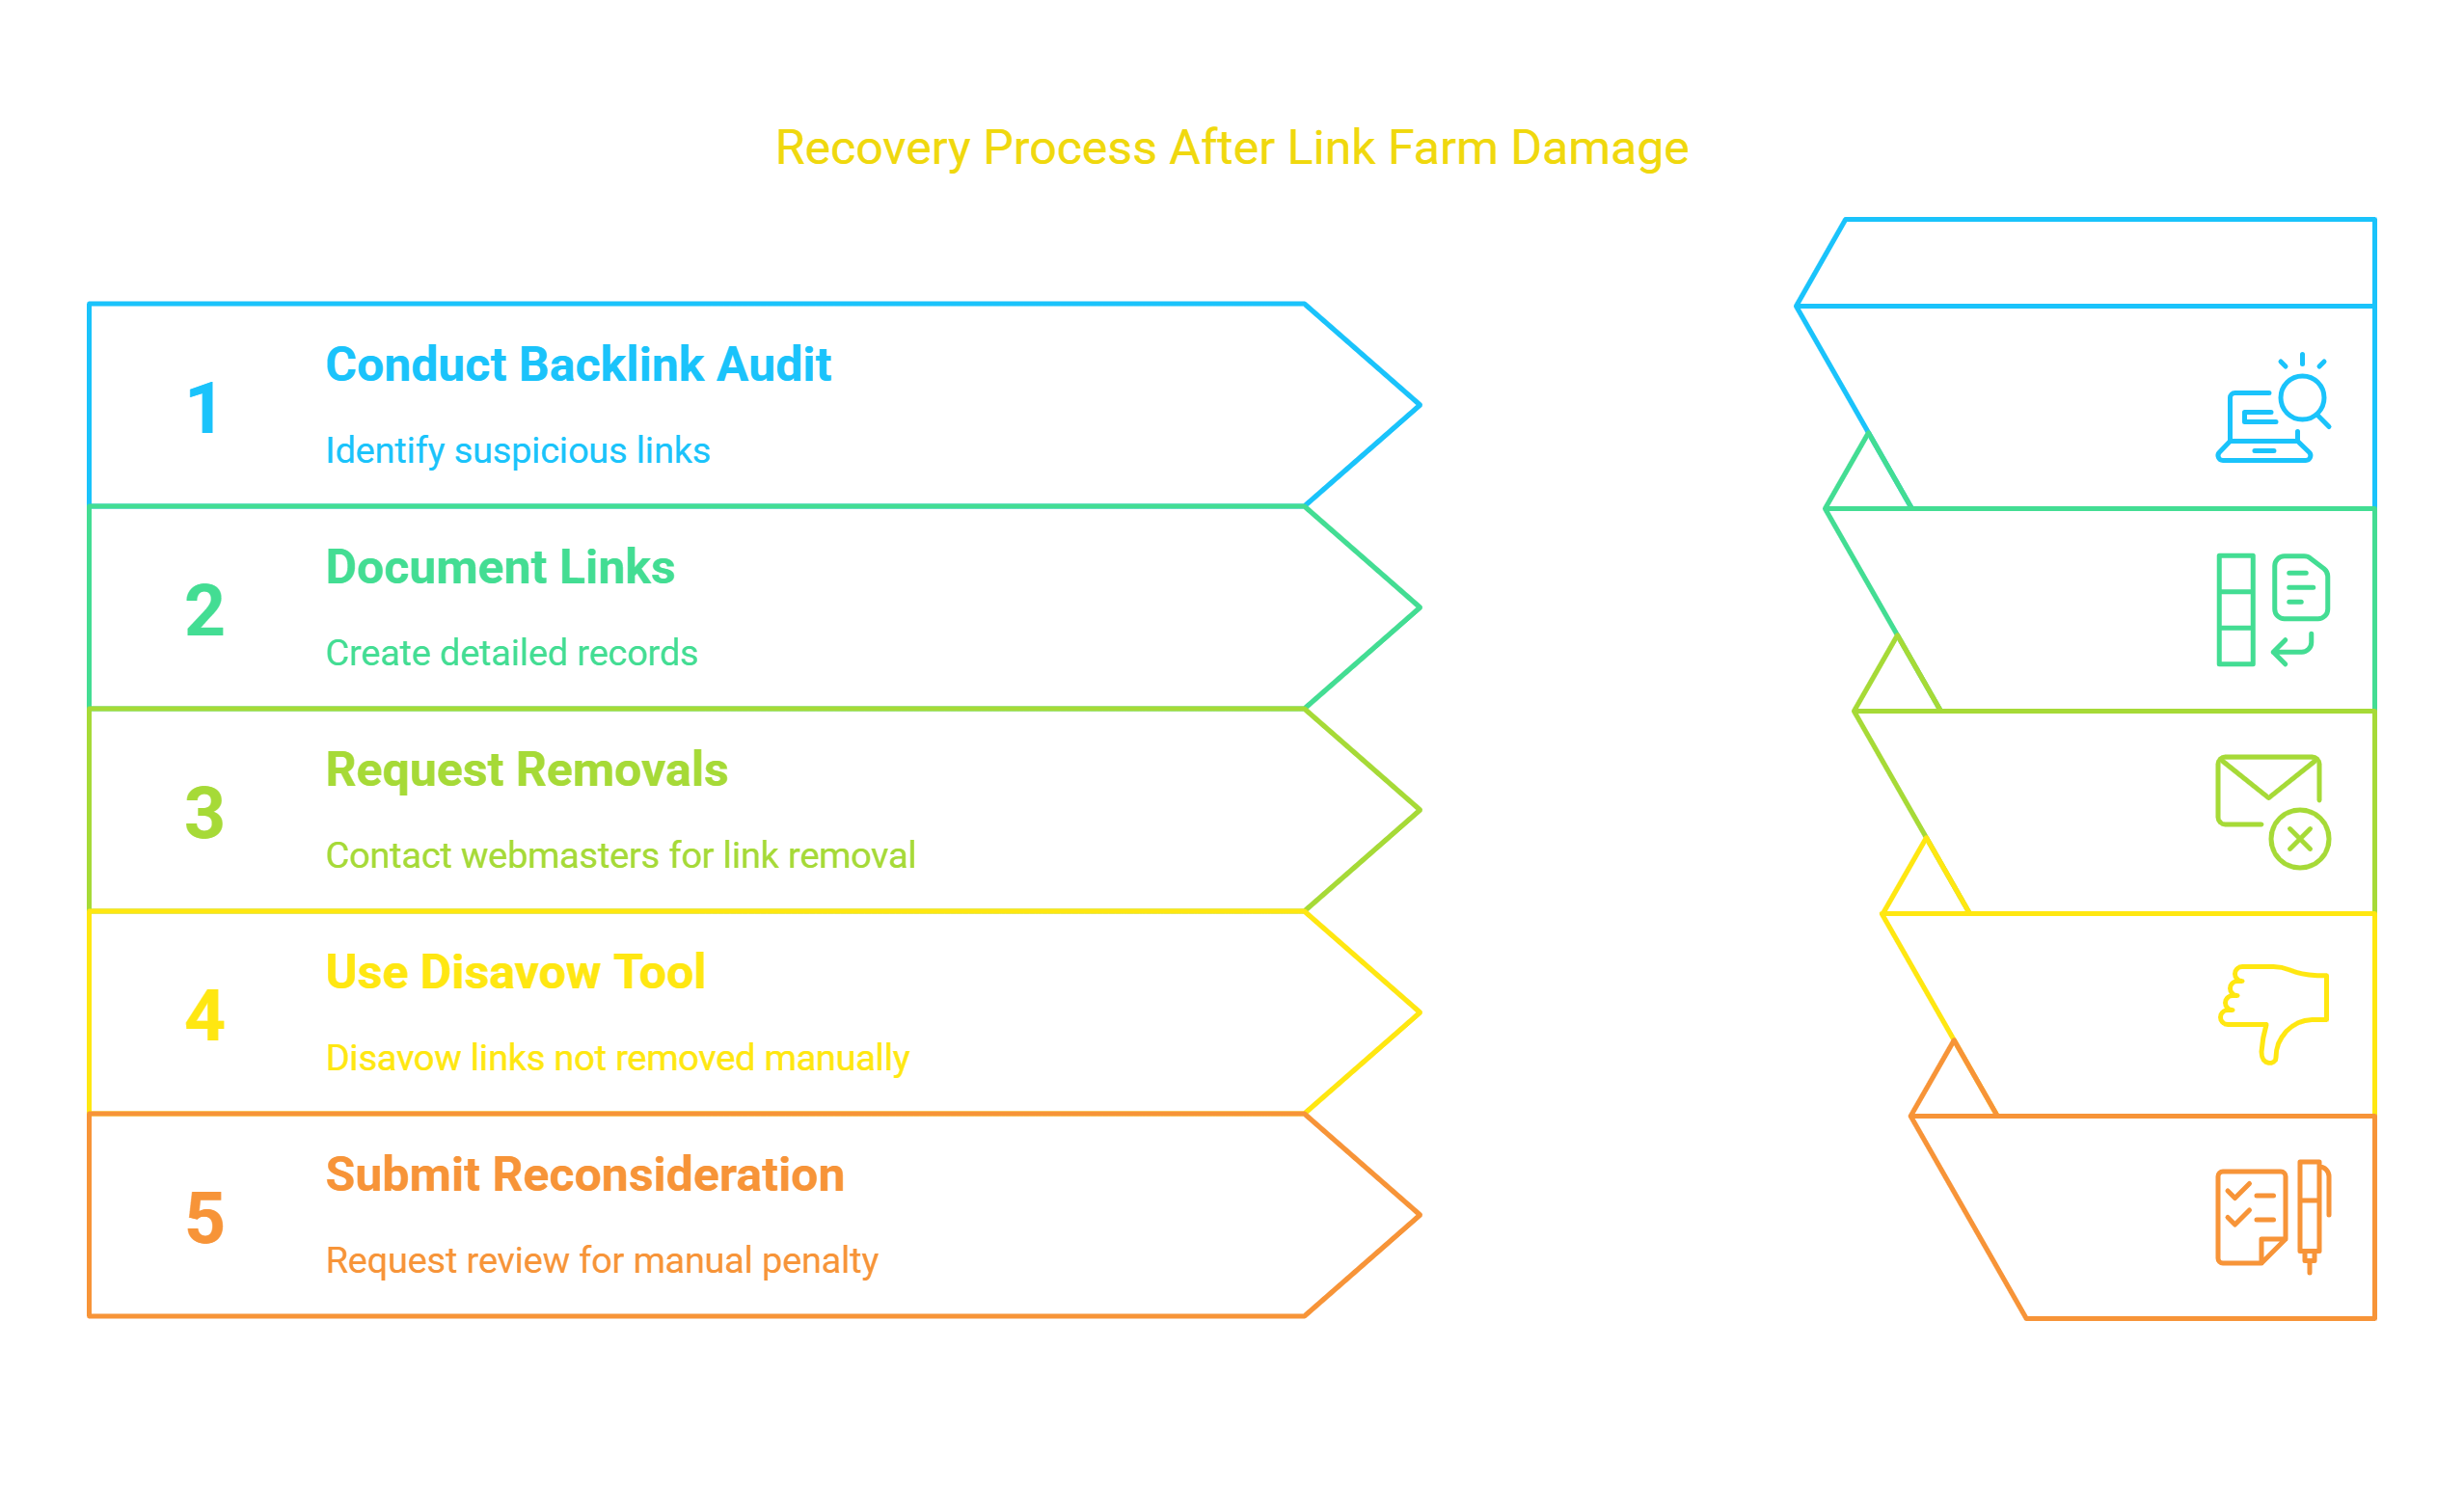 Recovery Process After Link Farm Damage
1
Conduct Backlink Audit
Identify suspicious links
2
Document Links
Create detailed records
3
Request Removals
Contact webmasters for link removal
4
Use Disavow Tool
Disavow links not removed manually
5
Submit Reconsideration
Request review for manual penalty